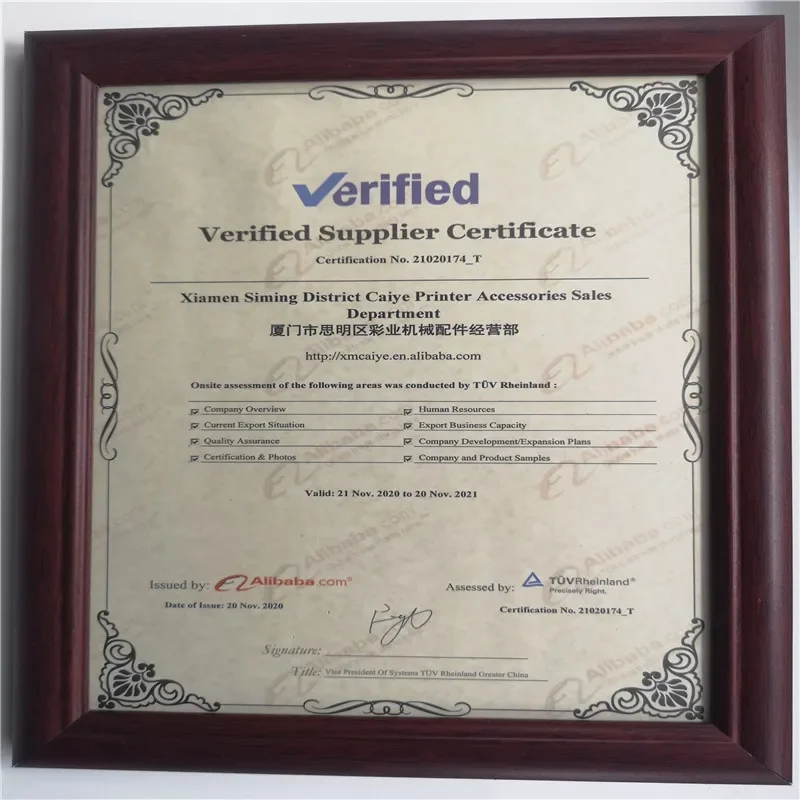 Verified
Verified Supplier Certificate
Certification No. 21020174_T
Xiamen Siming District Caiye Printer Accessories Sales
Department
厦门市思明区彩业机械配件经营部
http://xmcaiye.en.alibaba.com
Onsite assessment of the following areas was conducted by TÜV Rheinland :
Company Overview
Human Resources
Current Export Situation
Export Business Capacity
Quality Assurance
Company Development/Expansion Plans
Certification & Photos
Company and Product Samples
Valid: 21 Nov. 2020 to 20 Nov. 2021
Issued by: Alibaba.com®
Assessed by: TÜVRheinland®
Precisely Right.
Date of Issue: 20 Nov. 2020
Certification No. 21020174_T
Signature:
Title: Vice President Of Systems TÜV Rheinland Greater China